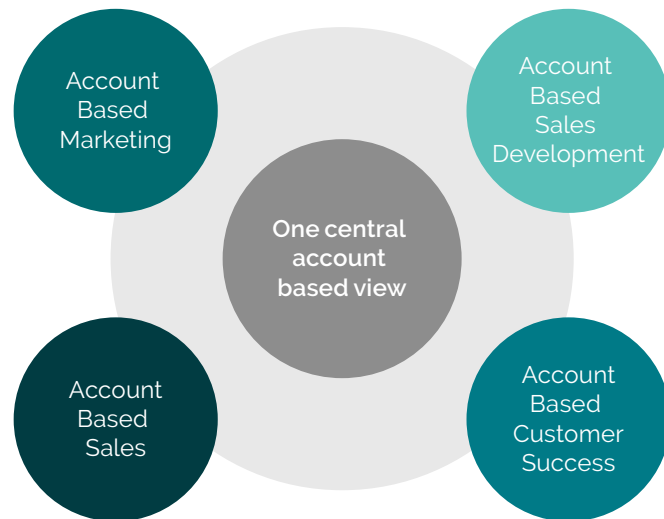 Account
Based
Marketing
Account
Based
Sales
Development
One central
account
based view
Account
Based
Sales
Account
Based
Customer
Success